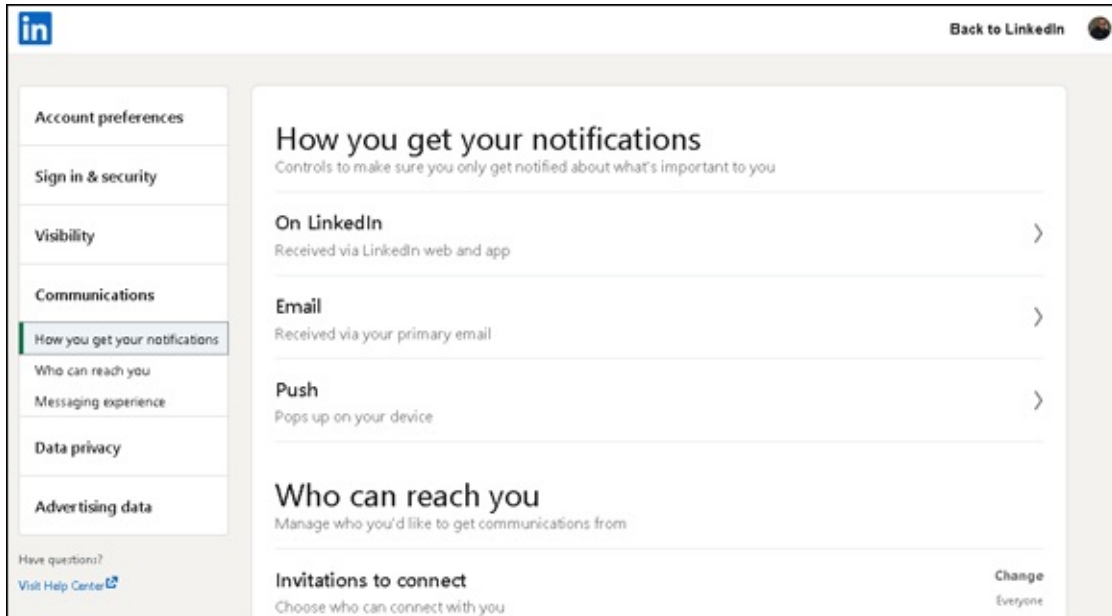 in
Back to LinkedIn
Account preferences
Sign in & security
Visibility
Communications
How you get your notifications
Who can reach you
Messaging experience
Data privacy
Advertising data
Have questions?
Visit Help Center
How you get your notifications
Controls to make sure you only get notified about what's important to you
On LinkedIn
Received via LinkedIn web and app
Email
Received via your primary email
Push
Pops up on your device
Who can reach you
Manage who you'd like to get communications from
Invitations to connect
Change
Choose who can connect with you
Everyone